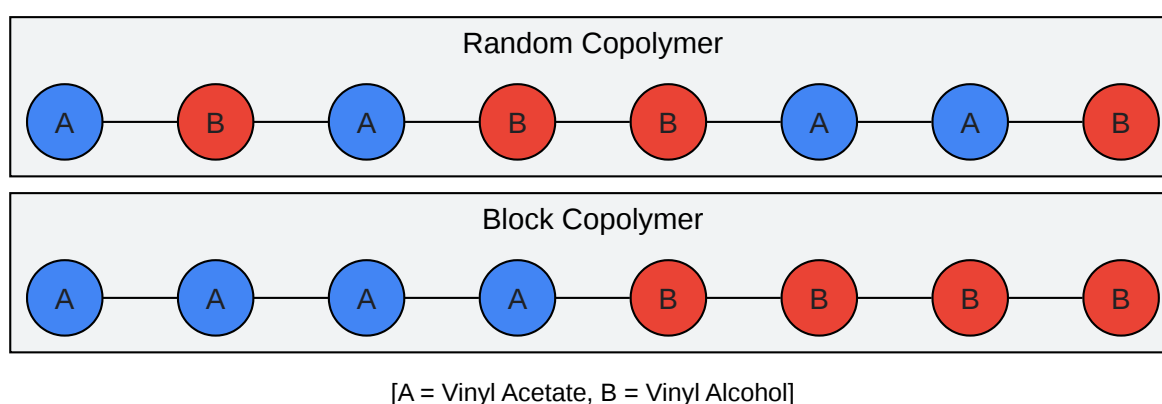 Random Copolymer
A B A B B A A B
Block Copolymer
A A A A B B B B
[A = Vinyl Acetate, B = Vinyl Alcohol]